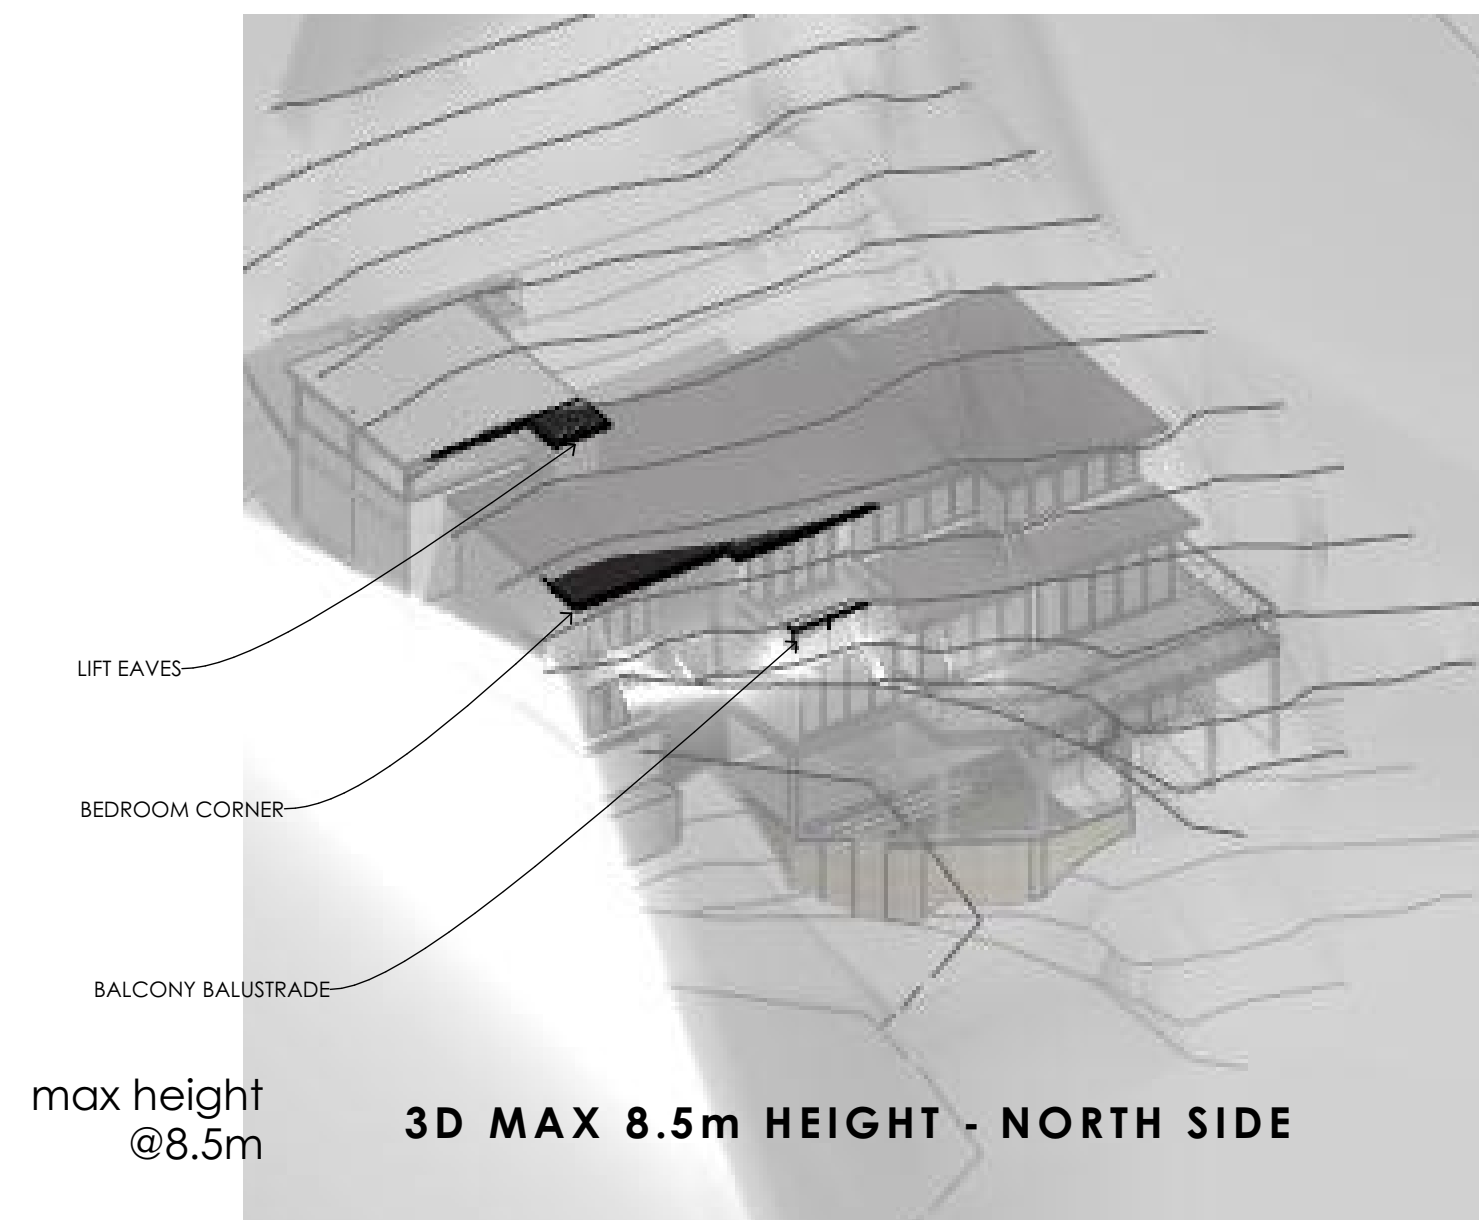 LIFT EAVES
BEDROOM CORNER
BALCONY BALUSTRADE
max height
@8.5m
3D MAX 8.5m HEIGHT - NORTH SIDE